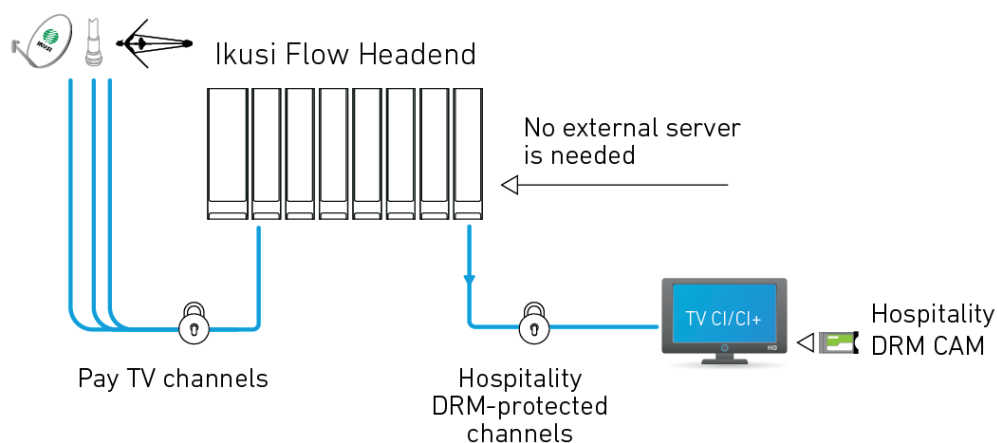 IKUSI
Ikusi Flow Headend
No external server
is needed
TV CI/CI+
HD
Hospitality
DRM CAM
Pay TV channels
Hospitality
DRM-protected
channels